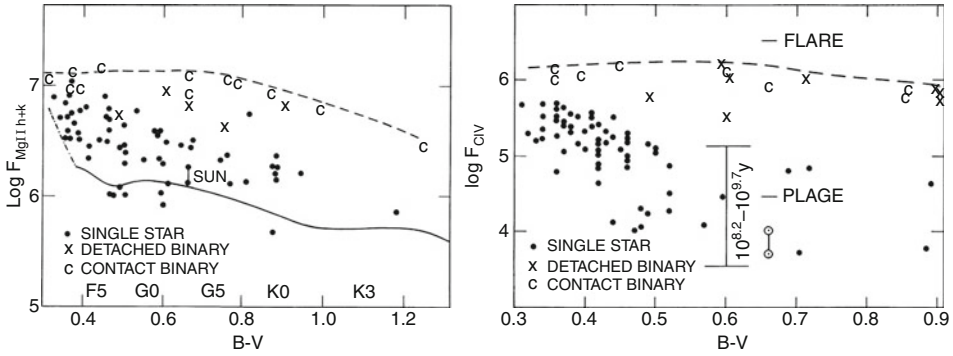 Log F MgII h+k
7
6
5
SUN
• SINGLE STAR
x DETACHED BINARY
c CONTACT BINARY
F5 G0 G5 K0 K3
0.4 0.6 0.8 1.0 1.2
B-V
log F CIV
6
5
4
FLARE
PLAGE
10^8.2–10^9.7y
• SINGLE STAR
x DETACHED BINARY
c CONTACT BINARY
0.3 0.4 0.5 0.6 0.7 0.8 0.9
B-V